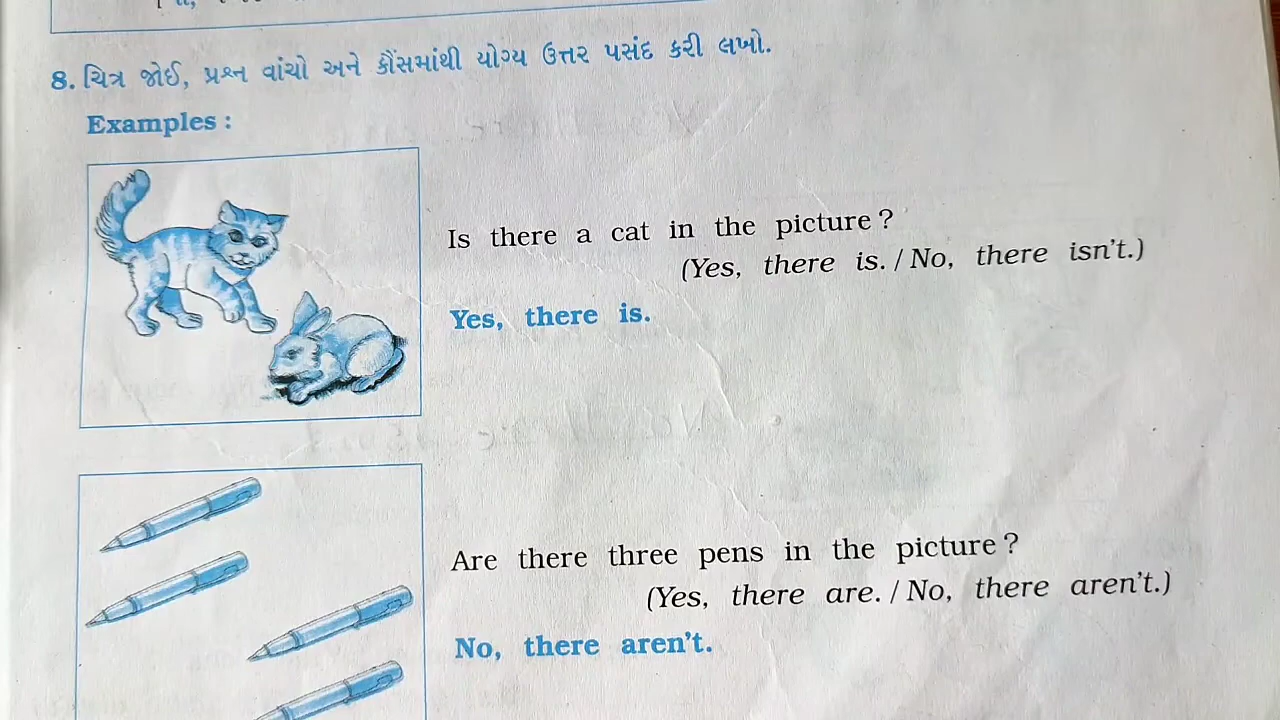 8. ચિત્ર જોઈ, પ્રશ્ન વાંચો અને કૌંસમાંથી યોગ્ય ઉત્તર પસંદ કરી લખો.
Examples :
Is there a cat in the picture ?
(Yes, there is. / No, there isn't.)
Yes, there is.
Are there three pens in the picture ?
(Yes, there are. / No, there aren't.)
No, there aren't.